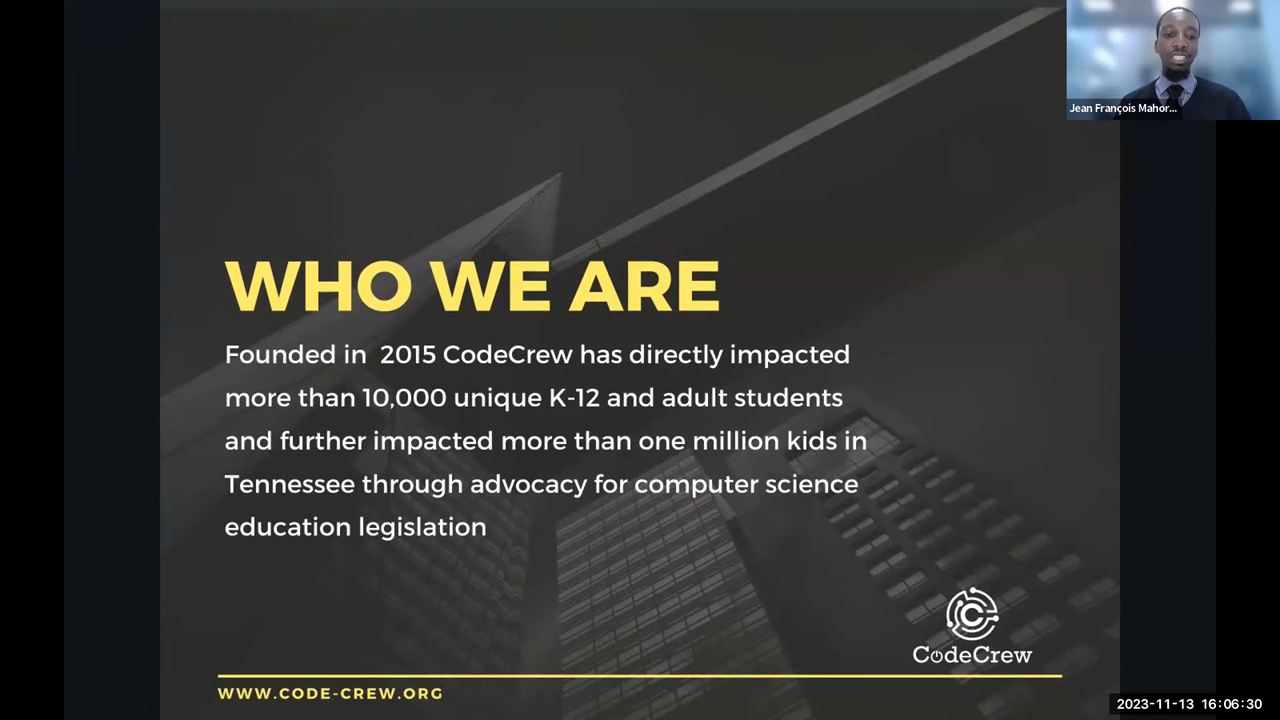 Jean François Mahor...
WHO WE ARE
Founded in 2015 CodeCrew has directly impacted
more than 10,000 unique K-12 and adult students
and further impacted more than one million kids in
Tennessee through advocacy for computer science
education legislation
CodeCrew
WWW.CODE-CREW.ORG
2023-11-13 16:06:30